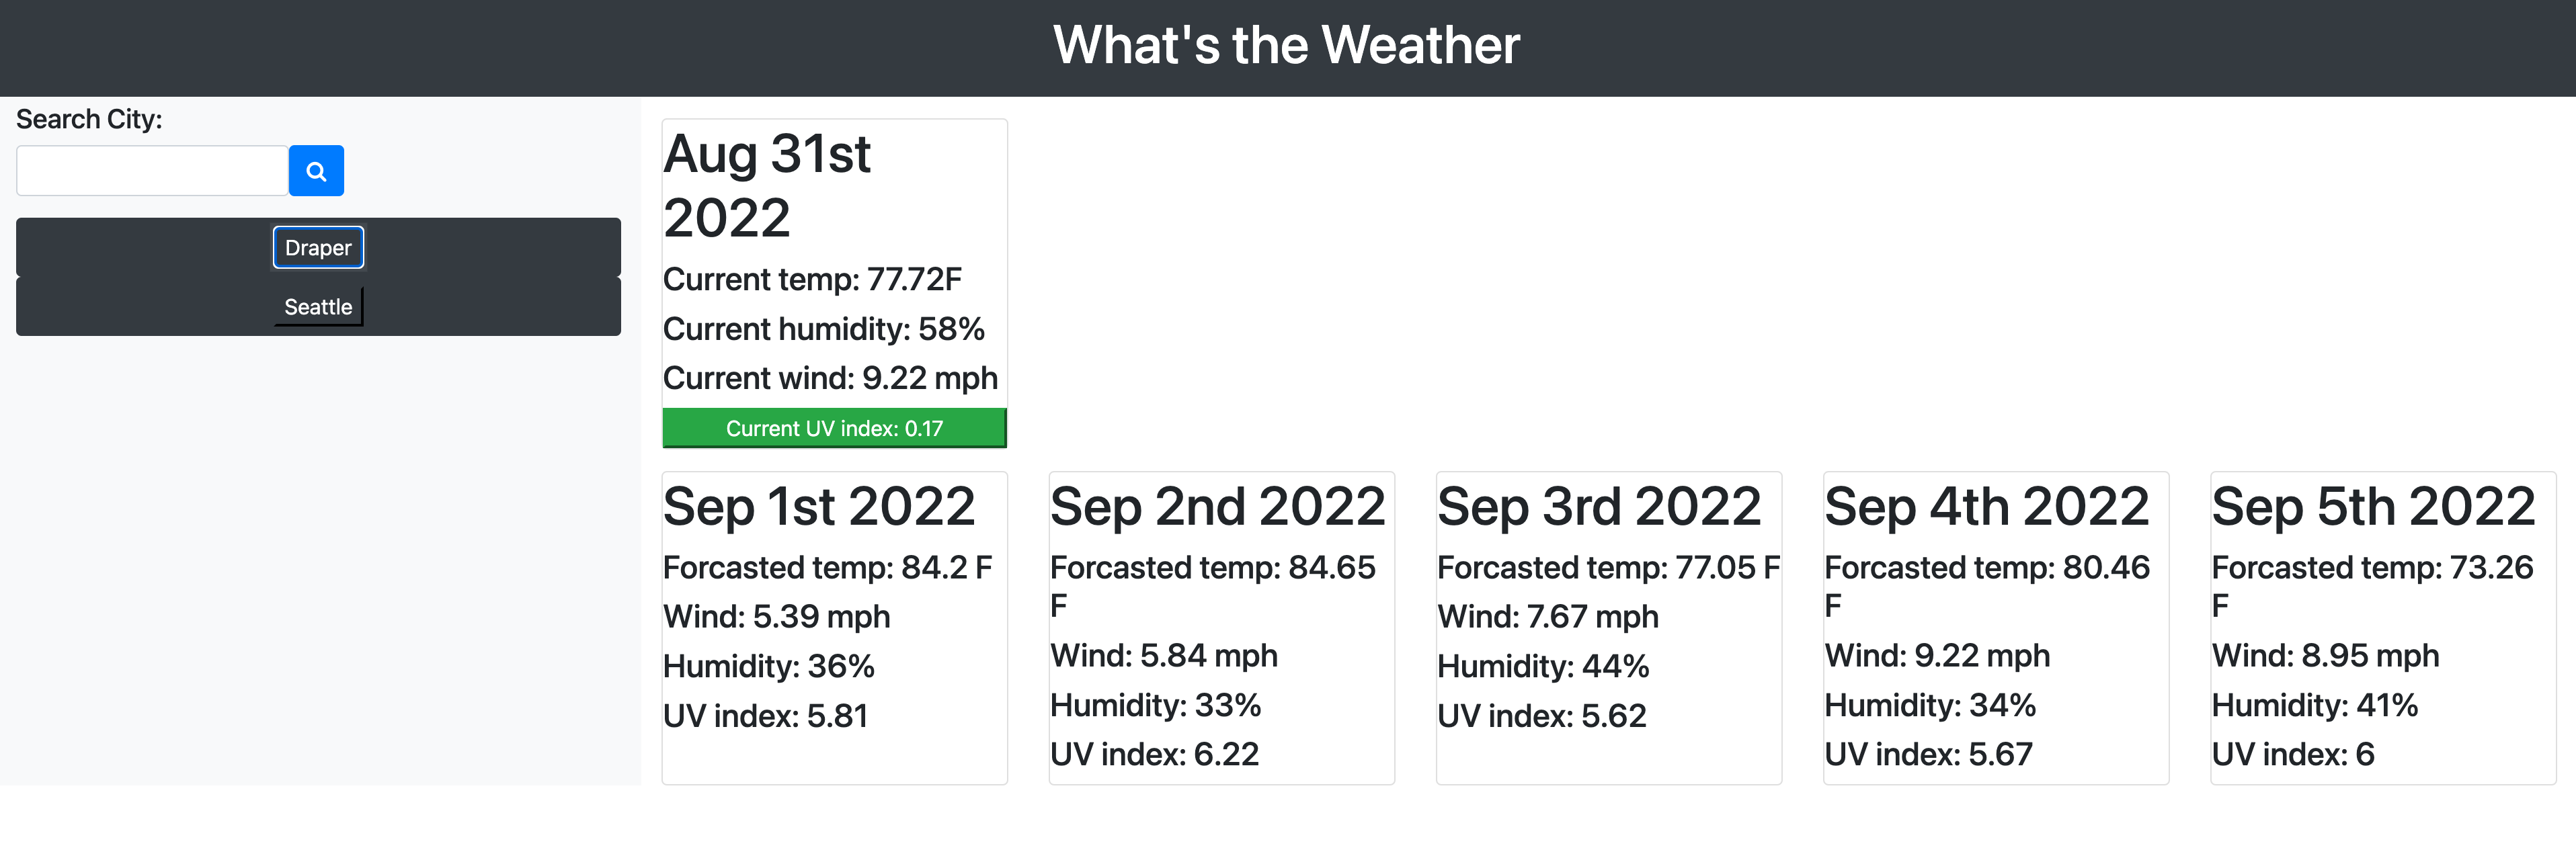 What's the Weather
Search City:
Draper
Seattle
Aug 31st
2022
Current temp: 77.72F
Current humidity: 58%
Current wind: 9.22 mph
Current UV index: 0.17
Sep 1st 2022
Forcasted temp: 84.2 F
Wind: 5.39 mph
Humidity: 36%
UV index: 5.81
Sep 2nd 2022
Forcasted temp: 84.65
F
Wind: 5.84 mph
Humidity: 33%
UV index: 6.22
Sep 3rd 2022
Forcasted temp: 77.05 F
Wind: 7.67 mph
Humidity: 44%
UV index: 5.62
Sep 4th 2022
Forcasted temp: 80.46
F
Wind: 9.22 mph
Humidity: 34%
UV index: 5.67
Sep 5th 2022
Forcasted temp: 73.26
F
Wind: 8.95 mph
Humidity: 41%
UV index: 6